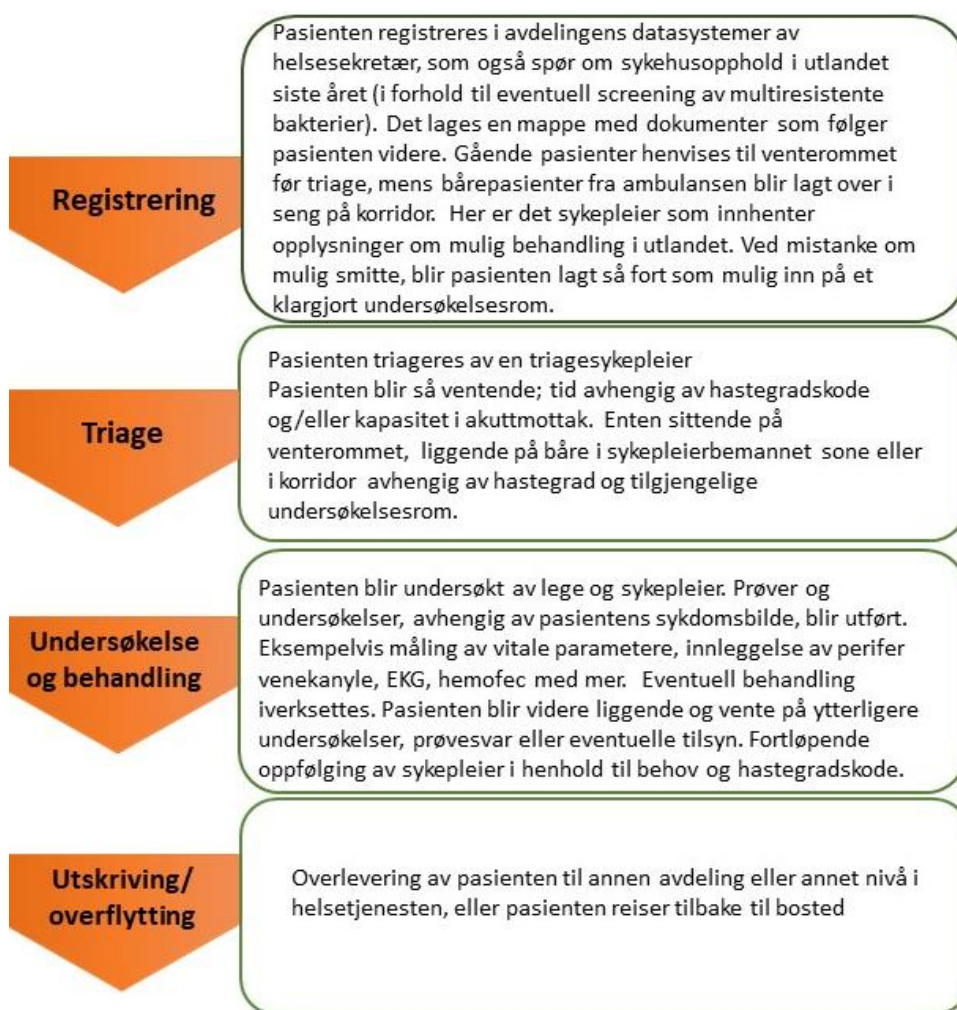 Registrering
Pasienten registreres i avdelingens datasystemer av
helsesekretær, som også spør om sykehusopphold i utlandet
siste året (i forhold til eventuell screening av multiresistente
bakterier). Det lages en mappe med dokumenter som følger
pasienten videre. Gående pasienter henvises til venterommet
før triage, mens bårepasienter fra ambulansen blir lagt over i
seng på korridor. Her er det sykepleier som innhenter
opplysninger om mulig behandling i utlandet. Ved mistanke om
mulig smitte, blir pasienten lagt så fort som mulig inn på et
klargjort undersøkelsesrom.
Triage
Pasienten triageres av en triagesykepleier
Pasienten blir så ventende; tid avhengig av hastegradskode
og/eller kapasitet i akuttmottak. Enten sittende på
venterommet, liggende på båre i sykepleierbemannet sone eller
i korridor avhengig av hastegrad og tilgjengelige
undersøkelsesrom.
Undersøkelse
og behandling
Pasienten blir undersøkt av lege og sykepleier. Prøver og
undersøkelser, avhengig av pasientens sykdomsbilde, blir utført.
Eksempelvis måling av vitale parametere, innleggelse av perifer
venekanyle, EKG, hemofec med mer. Eventuell behandling
iverksettes. Pasienten blir videre liggende og vente på ytterligere
undersøkelser, prøvesvar eller eventuelle tilsyn. Fortløpende
oppfølging av sykepleier i henhold til behov og hastegradskode.
Utskriving/
overflytting
Overlevering av pasienten til annen avdeling eller annet nivå i
helsetjenesten, eller pasienten reiser tilbake til bosted